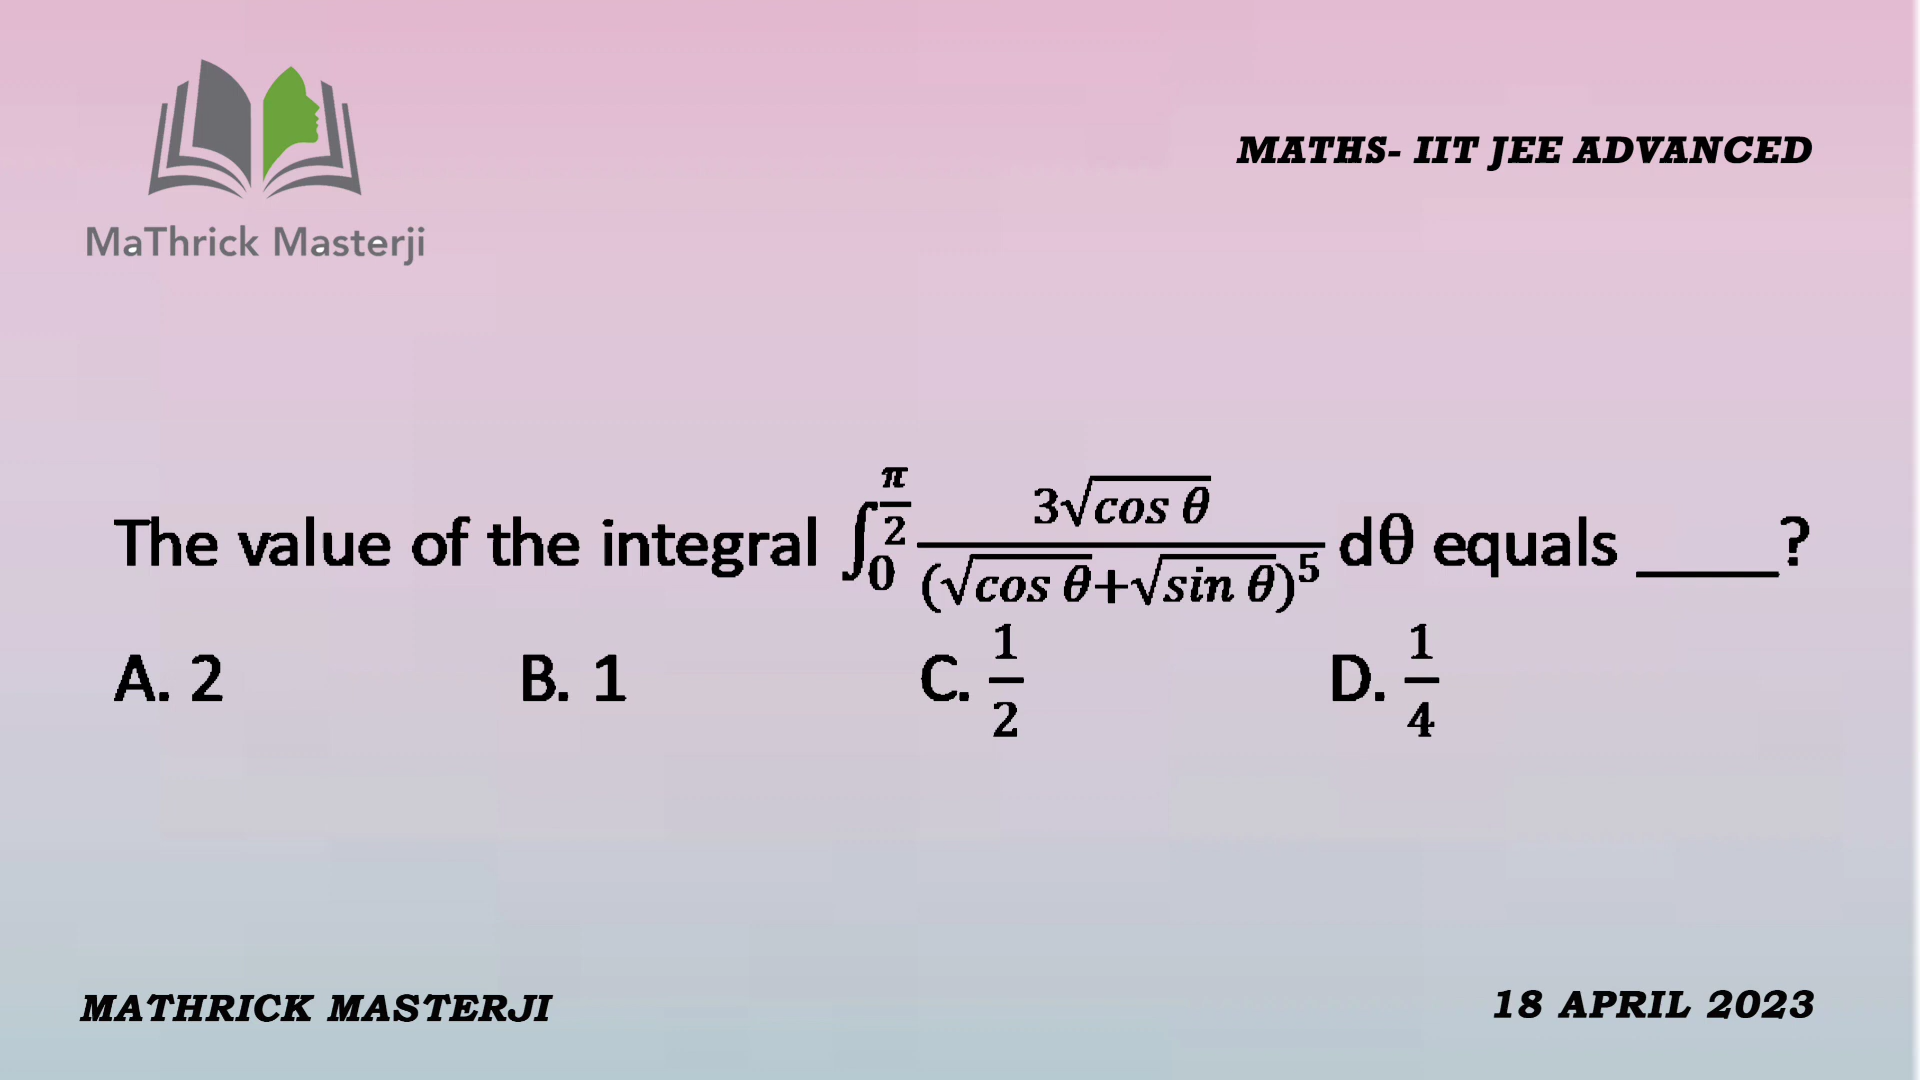 MaThrick Masterji
MATHS- IIT JEE ADVANCED
The value of the integral ∫₀^(π/2) 3√(cos θ)/(√(cos θ)+√(sin θ))⁵ dθ equals ____?
A. 2 B. 1 C. 1/2 D. 1/4
MATHRICK MASTERJI
18 APRIL 2023